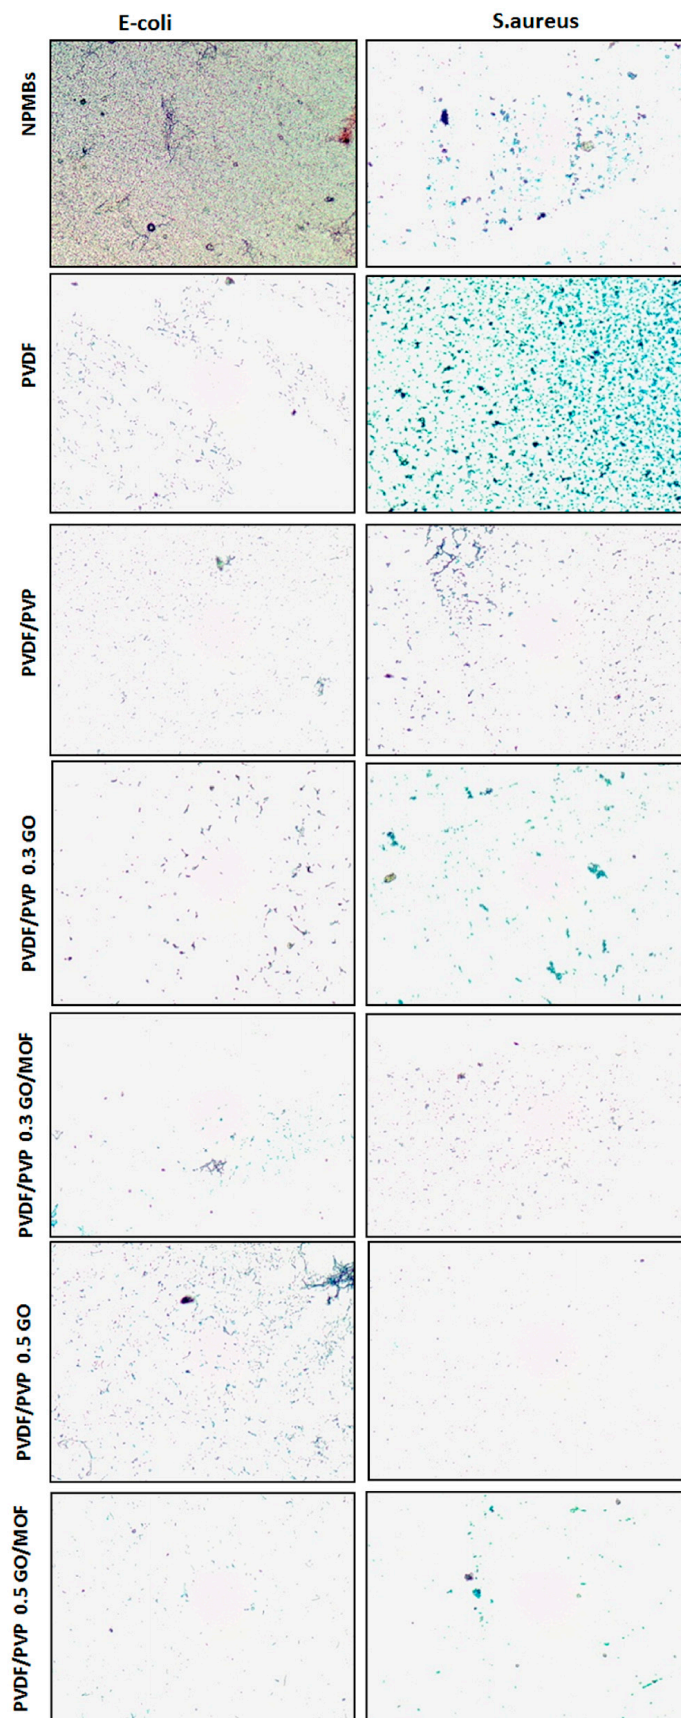 E-coli S.aureus
NPMBs
PVDF
PVDF/PVP
PVDF/PVP 0.3 GO
PVDF/PVP 0.3 GO/MOF
PVDF/PVP 0.5 GO
PVDF/PVP 0.5 GO/MOF